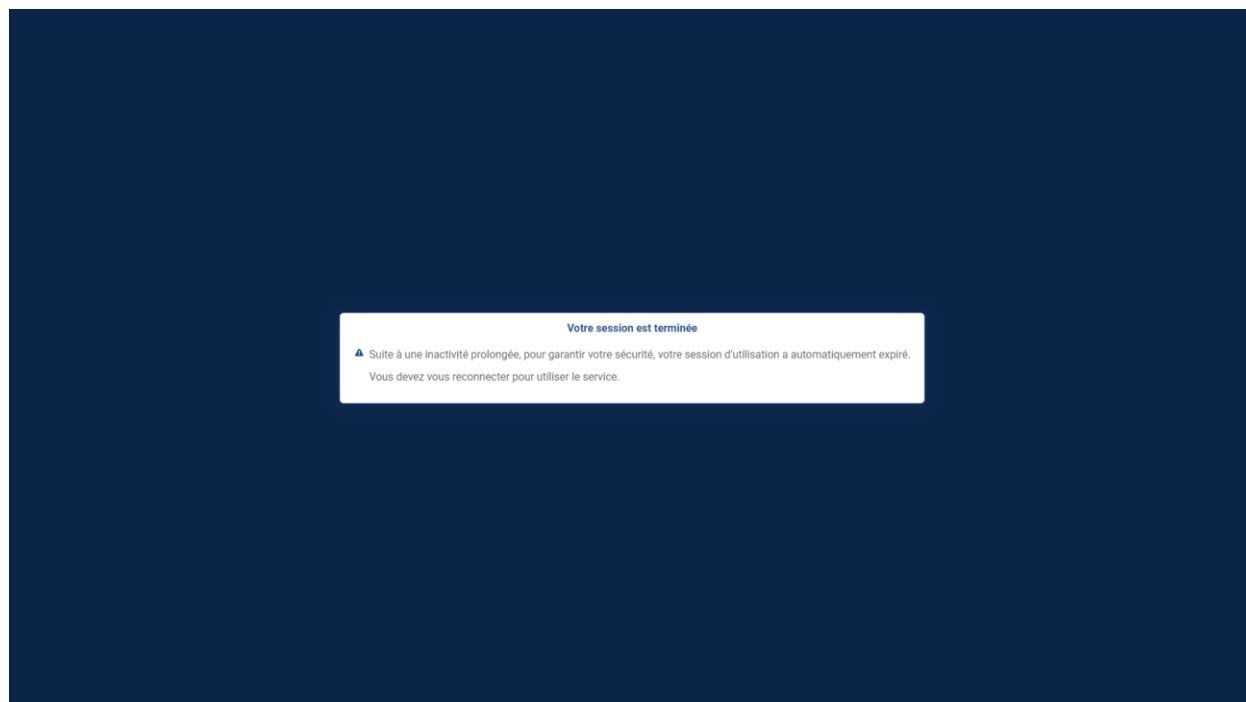 Votre session est terminée
Suite à une inactivité prolongée, pour garantir votre sécurité, votre session d'utilisation a automatiquement expiré.
Vous devez vous reconnecter pour utiliser le service.